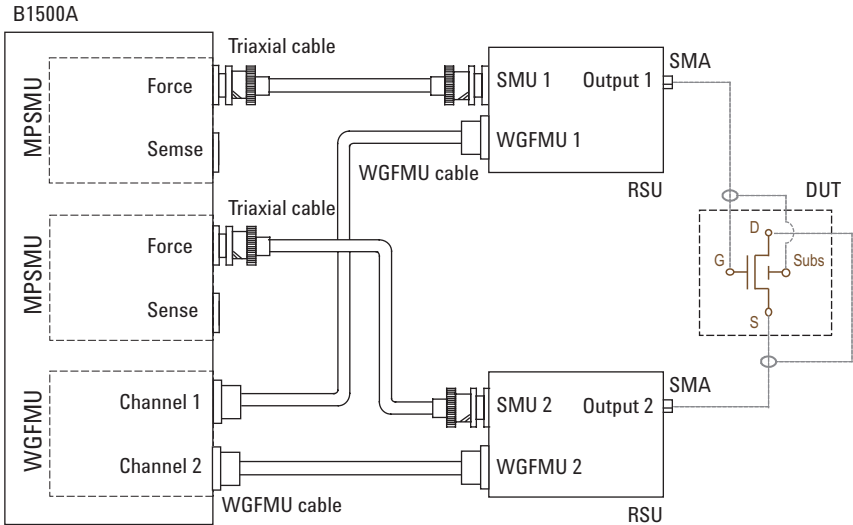 B1500A
Triaxial cable
SMA
MPSMU
Force
SMU 1
Output 1
Semse
WGFMU 1
WGFMU cable
RSU
DUT
Triaxial cable
MPSMU
Force
D
G
Subs
Sense
S
SMA
WGFMU
Channel 1
SMU 2
Output 2
Channel 2
WGFMU 2
WGFMU cable
RSU